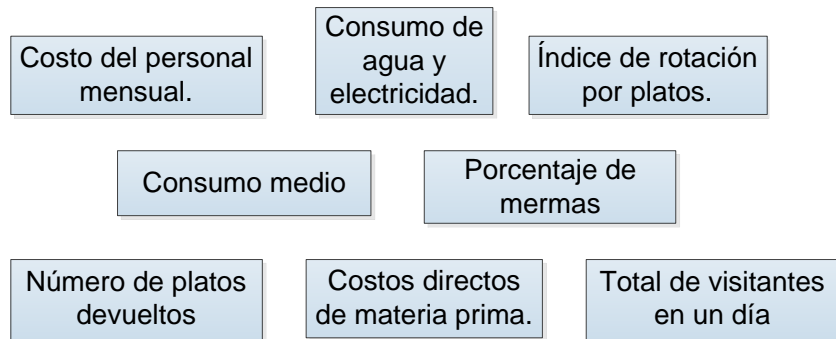 Costo del personal
mensual.
Consumo de
agua y
electricidad.
Índice de rotación
por platos.
Consumo medio
Porcentaje de
mermas
Número de platos
devueltos
Costos directos
de materia prima.
Total de visitantes
en un día